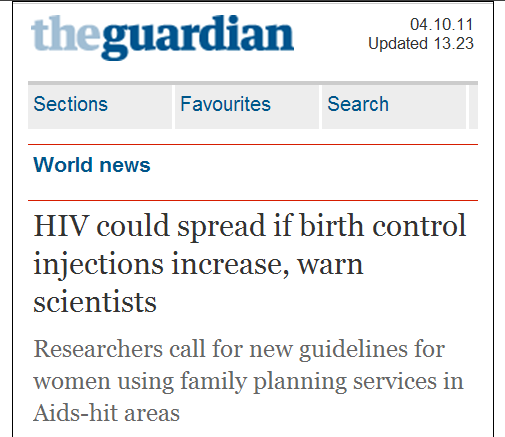 theguardian
04.10.11
Updated 13.23
Sections
Favourites
Search
World news
HIV could spread if birth control
injections increase, warn
scientists
Researchers call for new guidelines for
women using family planning services in
Aids-hit areas